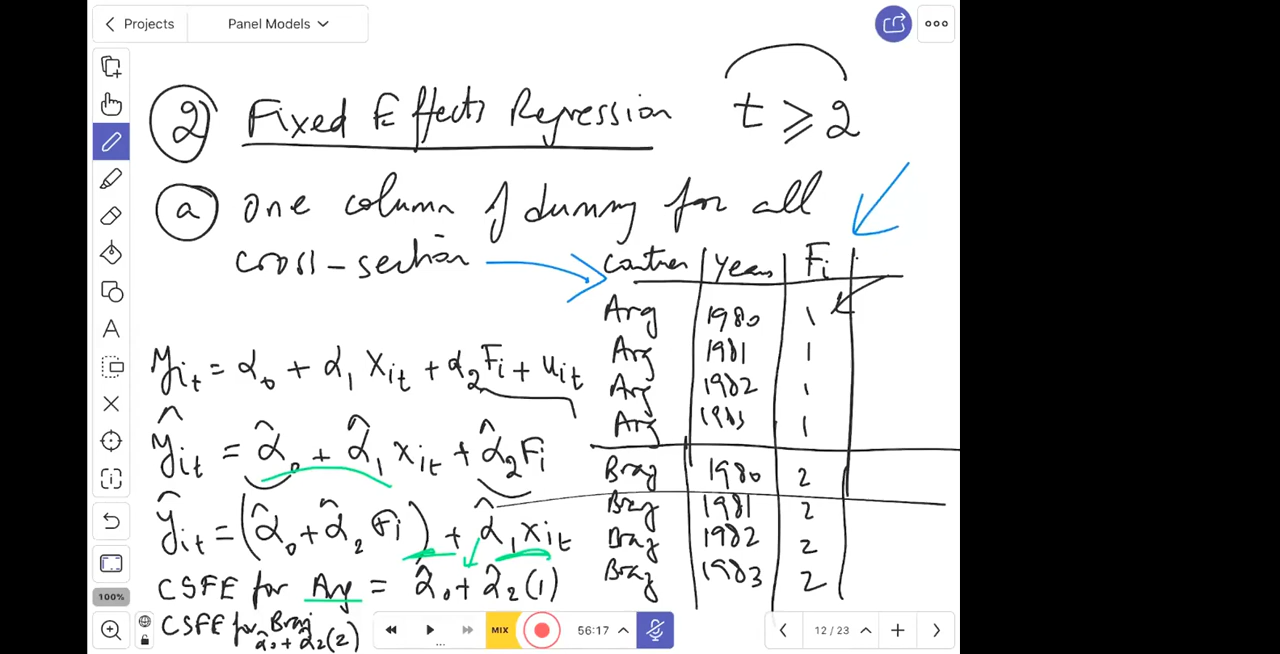 Projects
Panel Models
② Fixed Effects Regression t ⩾ 2
ⓐ one column of dummy for all
cross-section
Years Fi
Arg 1980 1
Arg 1981 1
Arg 1982 1
Arg 1983 1
Braz 1980 2
Braz 1981 2
Braz 1982 2
Braz 1983 2
yit = α0 + α1 Xit + α2 Fi + uit
ŷit = α̂0 + α̂1 Xit + α̂2 Fi
ŷit = (α̂0 + α̂2 Fi) + α̂1 Xit
CSFE for Arg = α̂0 + α̂2(1)
CSFE for Braz
α̂0 + α̂2(2)
100%
MIX
56:17
12 / 23